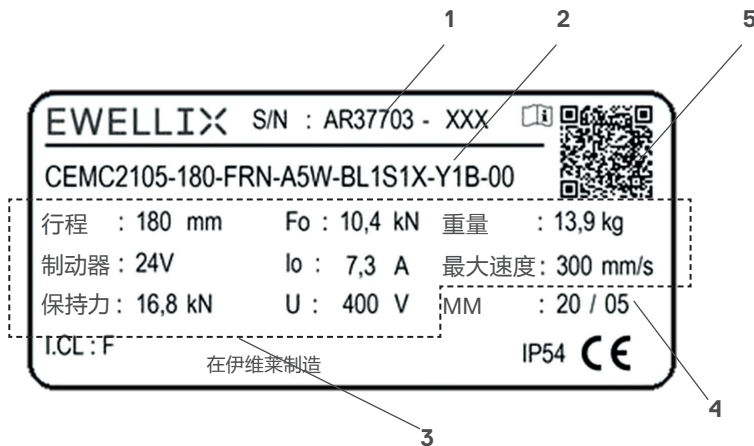 1 2 5
EWELLIX S/N : AR37703 - XXX
CEMC2105-180-FRN-A5W-BL1S1X-Y1B-00
行程 : 180 mm Fo : 10,4 kN 重量 : 13,9 kg
制动器 : 24V Io : 7,3 A 最大速度 : 300 mm/s
保持力 : 16,8 kN U : 400 V MM : 20 / 05
I.CL : F 在伊维莱制造 IP54 CE
4
3